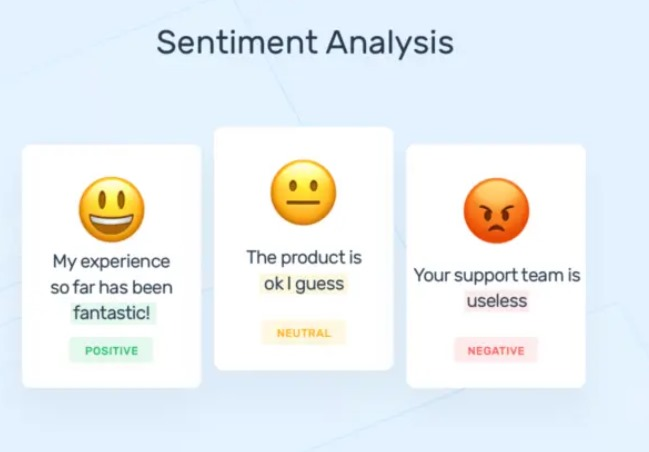 Sentiment Analysis
My experience
so far has been
fantastic!
POSITIVE
The product is
ok I guess
NEUTRAL
Your support team is
useless
NEGATIVE